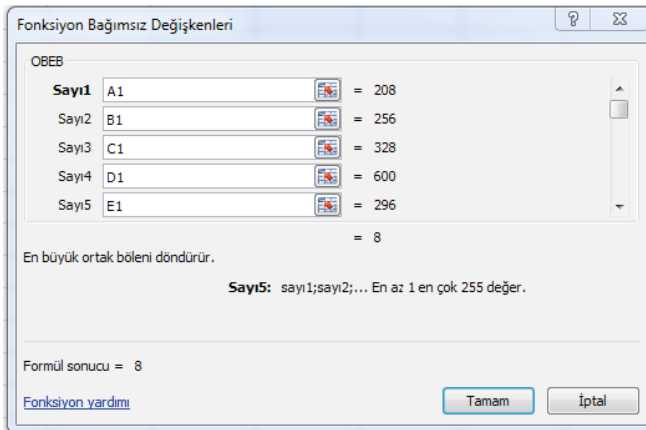 Fonksiyon Bağımsız Değişkenleri
OBEB
Sayı1 A1 = 208
Sayı2 B1 = 256
Sayı3 C1 = 328
Sayı4 D1 = 600
Sayı5 E1 = 296
= 8
En büyük ortak böleni döndürür.
Sayı5: sayı1;sayı2;... En az 1 en çok 255 değer.
Formül sonucu = 8
Fonksiyon yardımı
Tamam
İptal